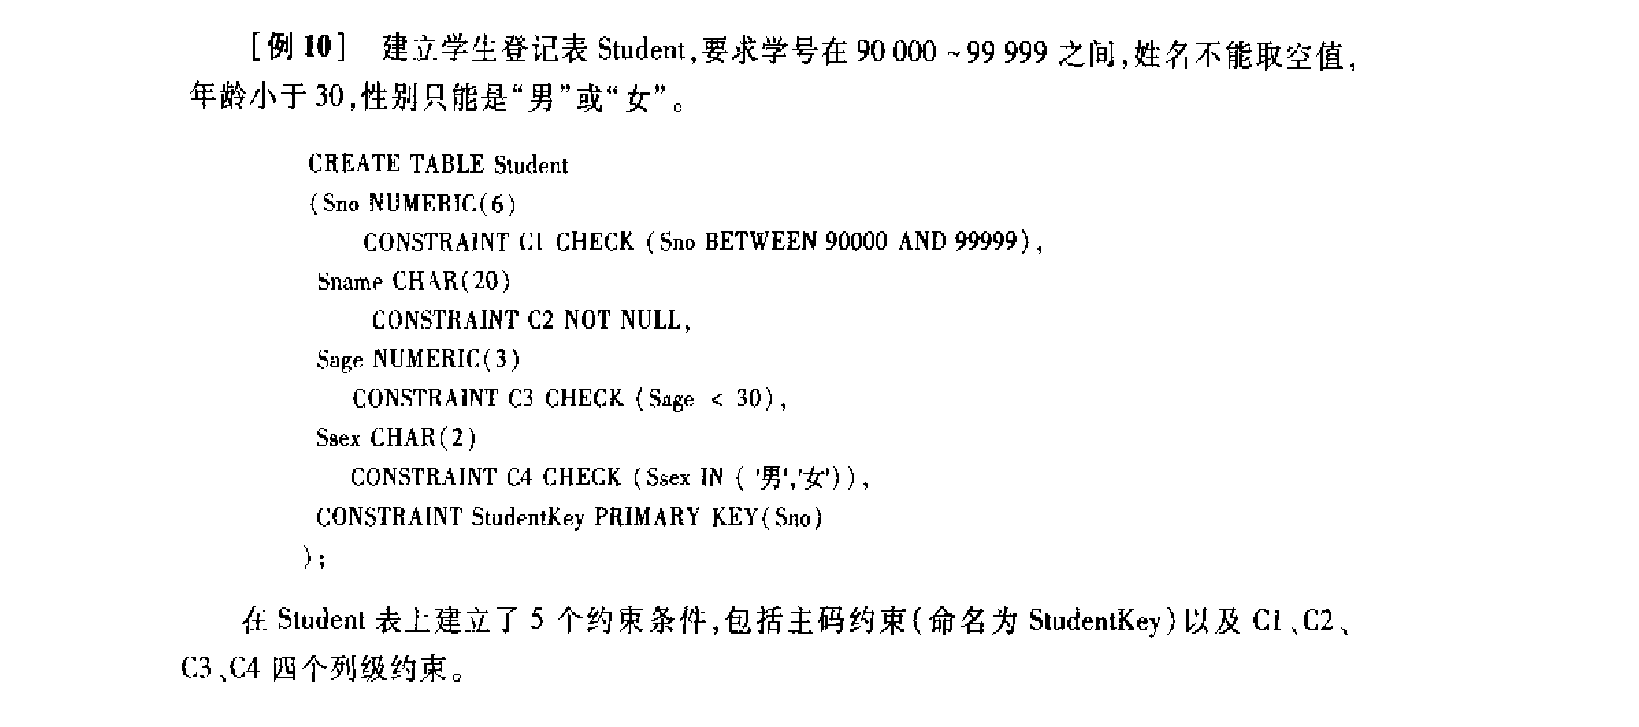 [例 10] 建立学生登记表 Student,要求学号在 90 000 ~ 99 999 之间,姓名不能取空值,
年龄小于 30,性别只能是“男”或“女”。
CREATE TABLE Student
(Sno NUMERIC(6)
CONSTRAINT C1 CHECK (Sno BETWEEN 90000 AND 99999),
Sname CHAR(20)
CONSTRAINT C2 NOT NULL,
Sage NUMERIC(3)
CONSTRAINT C3 CHECK (Sage < 30),
Ssex CHAR(2)
CONSTRAINT C4 CHECK (Ssex IN ( '男','女')),
CONSTRAINT StudentKey PRIMARY KEY(Sno)
);
在 Student 表上建立了 5 个约束条件,包括主码约束(命名为 StudentKey)以及 C1、C2、
C3、C4 四个列级约束。